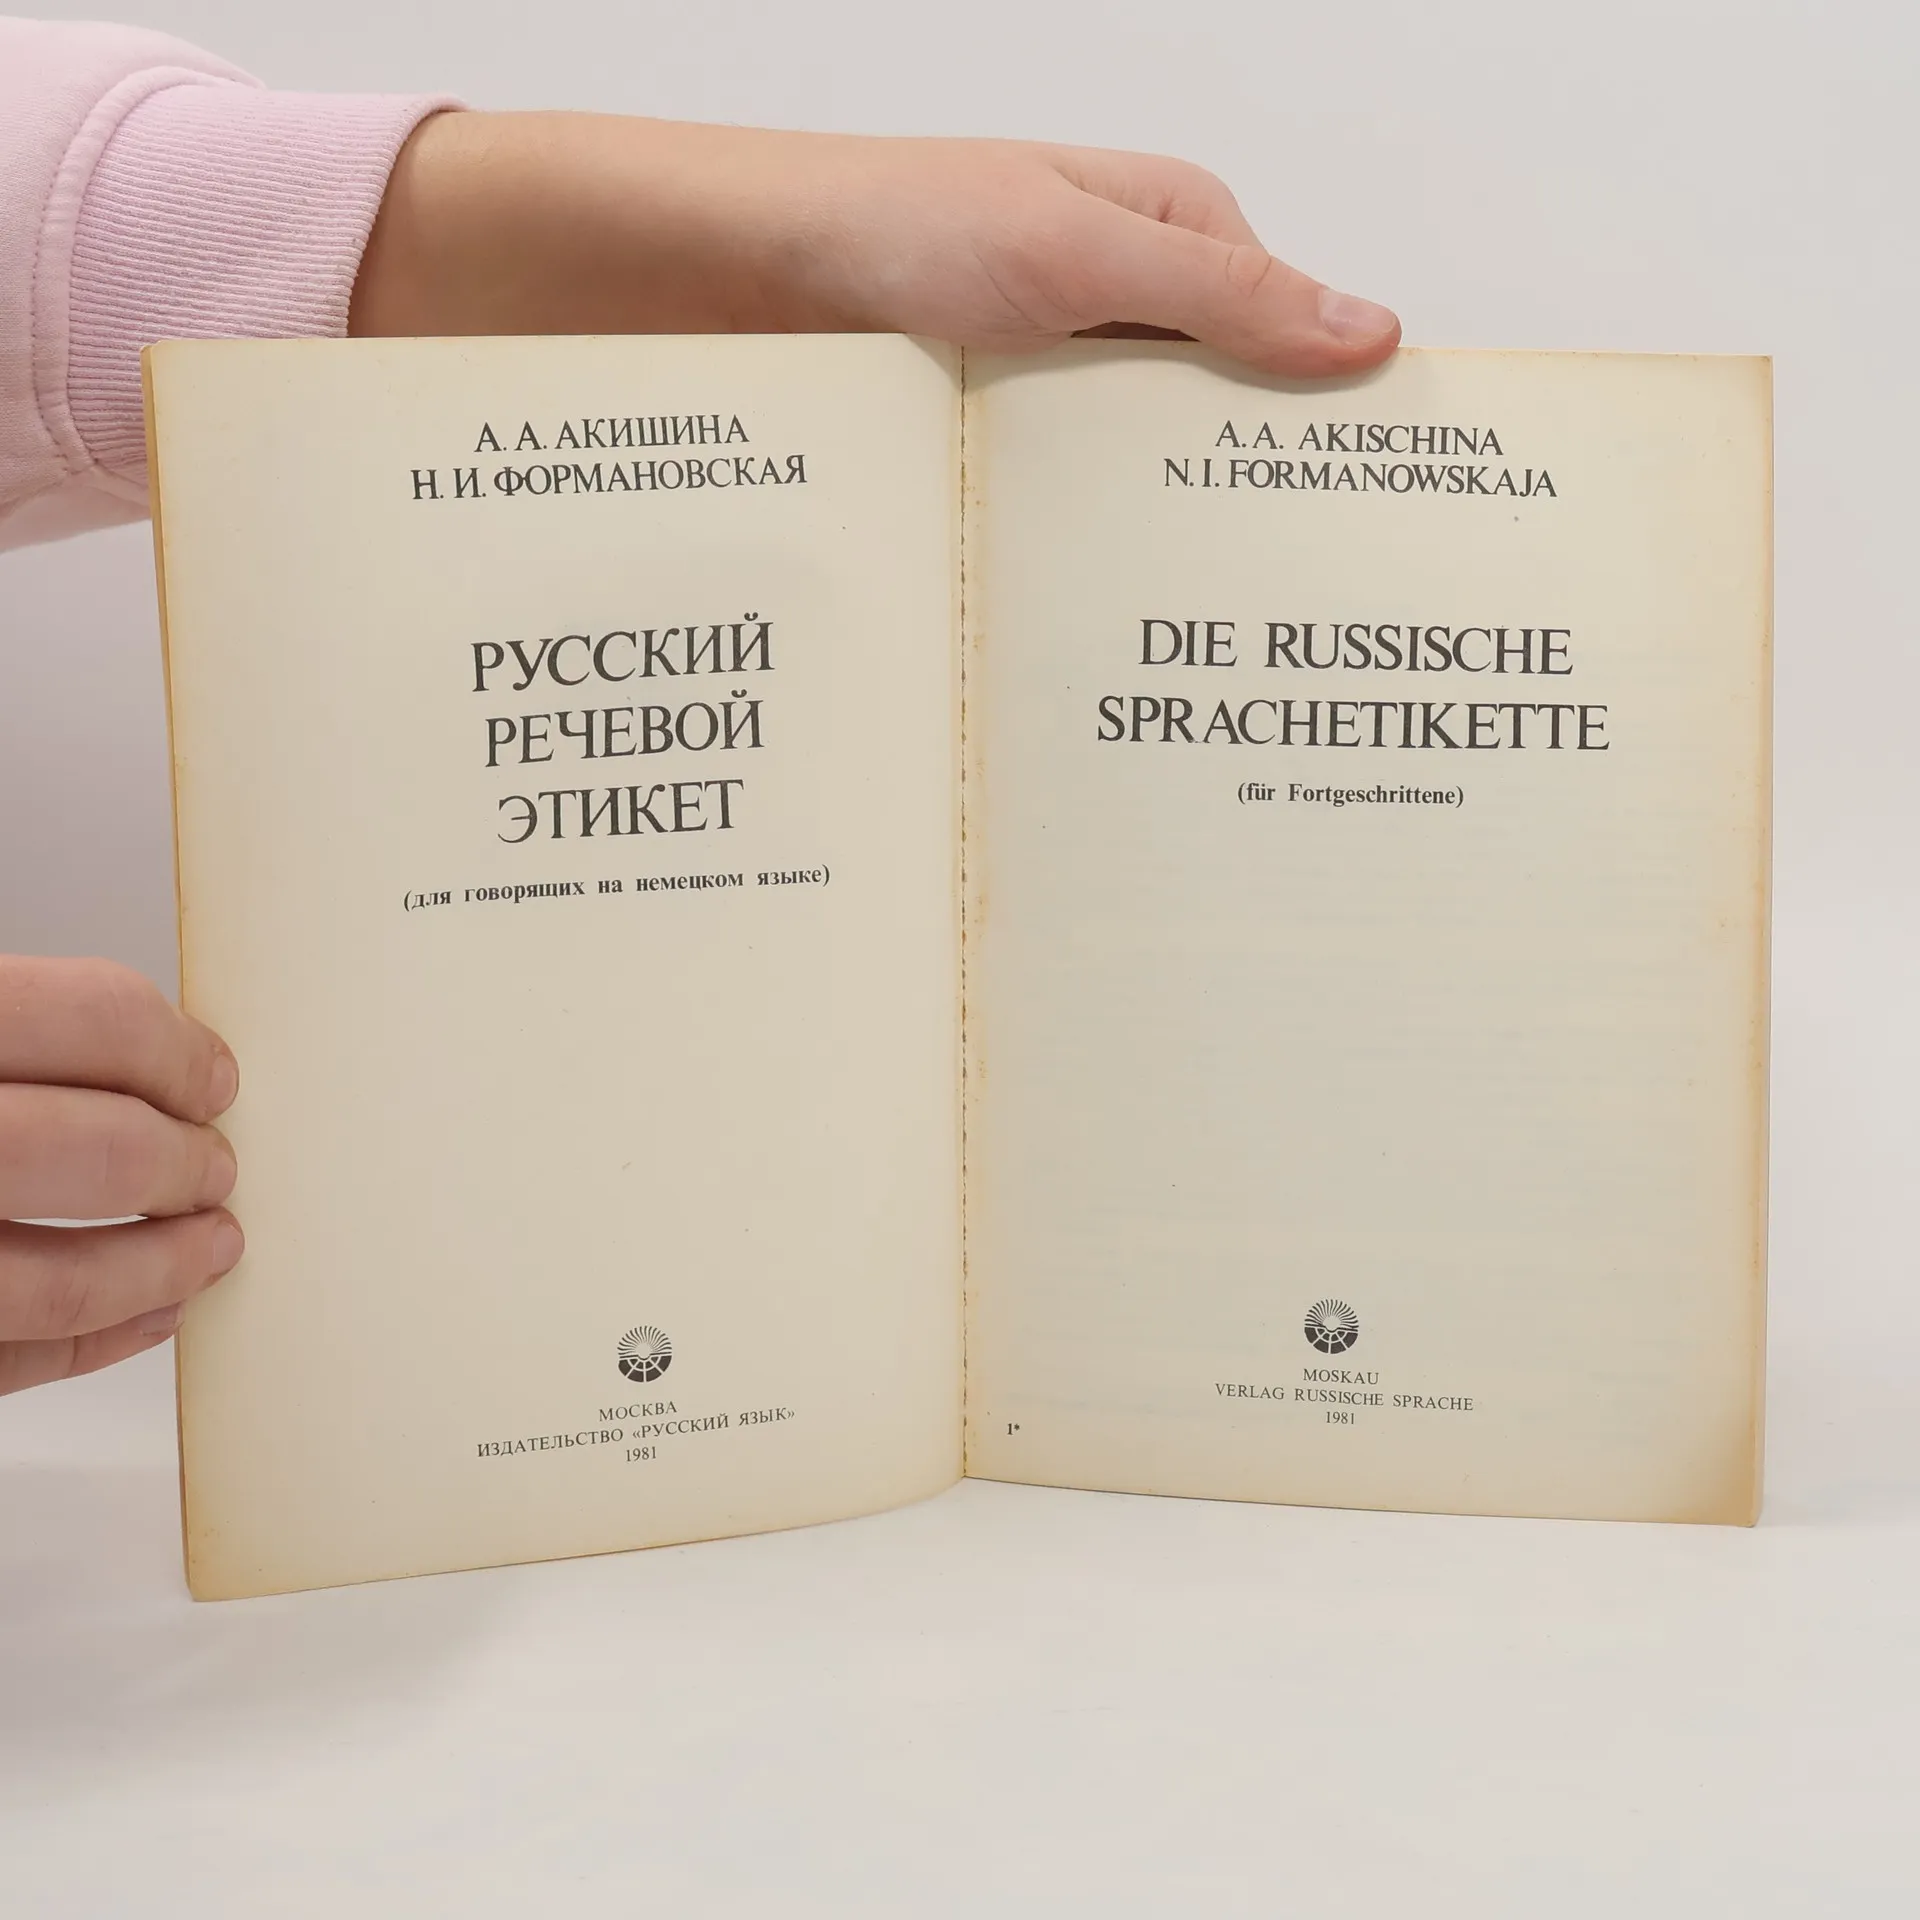 А. А. АКИШИНА
Н. И. ФОРМАНОВСКАЯ
РУССКИЙ
РЕЧЕВОЙ
ЭТИКЕТ
(для говорящих на немецком языке)
МОСКВА
ИЗДАТЕЛЬСТВО «РУССКИЙ ЯЗЫК»
1981
A. A. AKISCHINA
N. I. FORMANOWSKAJA
DIE RUSSISCHE
SPRACHETIKETTE
(für Fortgeschrittene)
MOSKAU
VERLAG RUSSISCHE SPRACHE
1981
1*